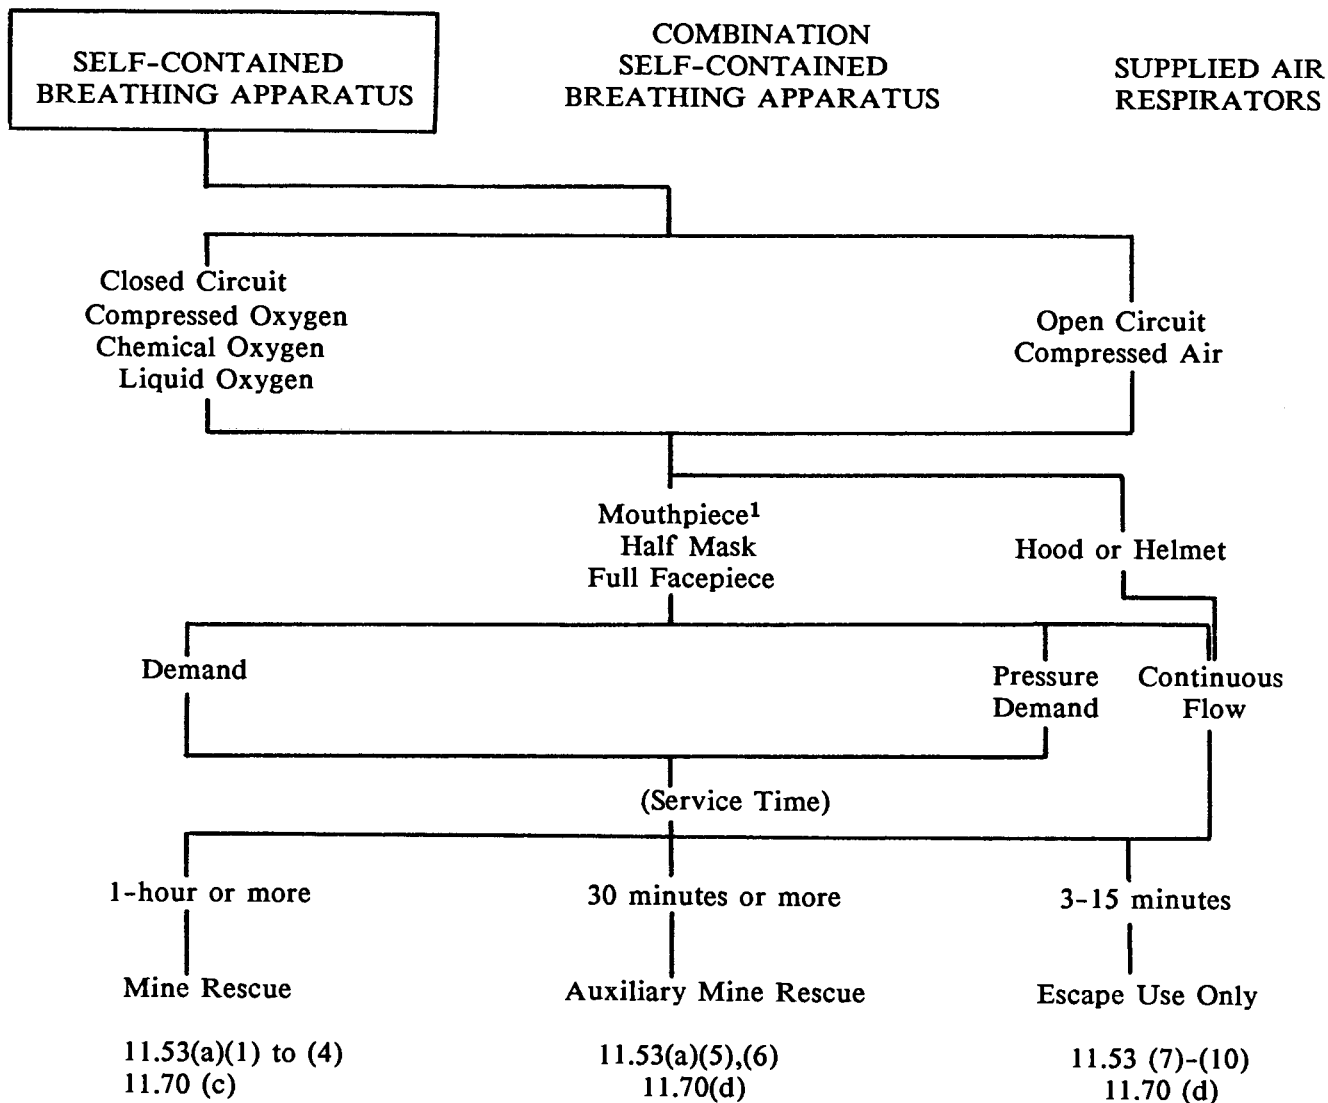 SELF-CONTAINED
BREATHING APPARATUS
COMBINATION
SELF-CONTAINED
BREATHING APPARATUS
SUPPLIED AIR
RESPIRATORS
Closed Circuit
Compressed Oxygen
Chemical Oxygen
Liquid Oxygen
Open Circuit
Compressed Air
Mouthpiece¹
Half Mask
Full Facepiece
Hood or Helmet
Demand
Pressure
Demand
Continuous
Flow
(Service Time)
1-hour or more
30 minutes or more
3-15 minutes
Mine Rescue
Auxiliary Mine Rescue
Escape Use Only
11.53(a)(1) to (4)
11.70 (c)
11.53(a)(5),(6)
11.70(d)
11.53 (7)-(10)
11.70 (d)